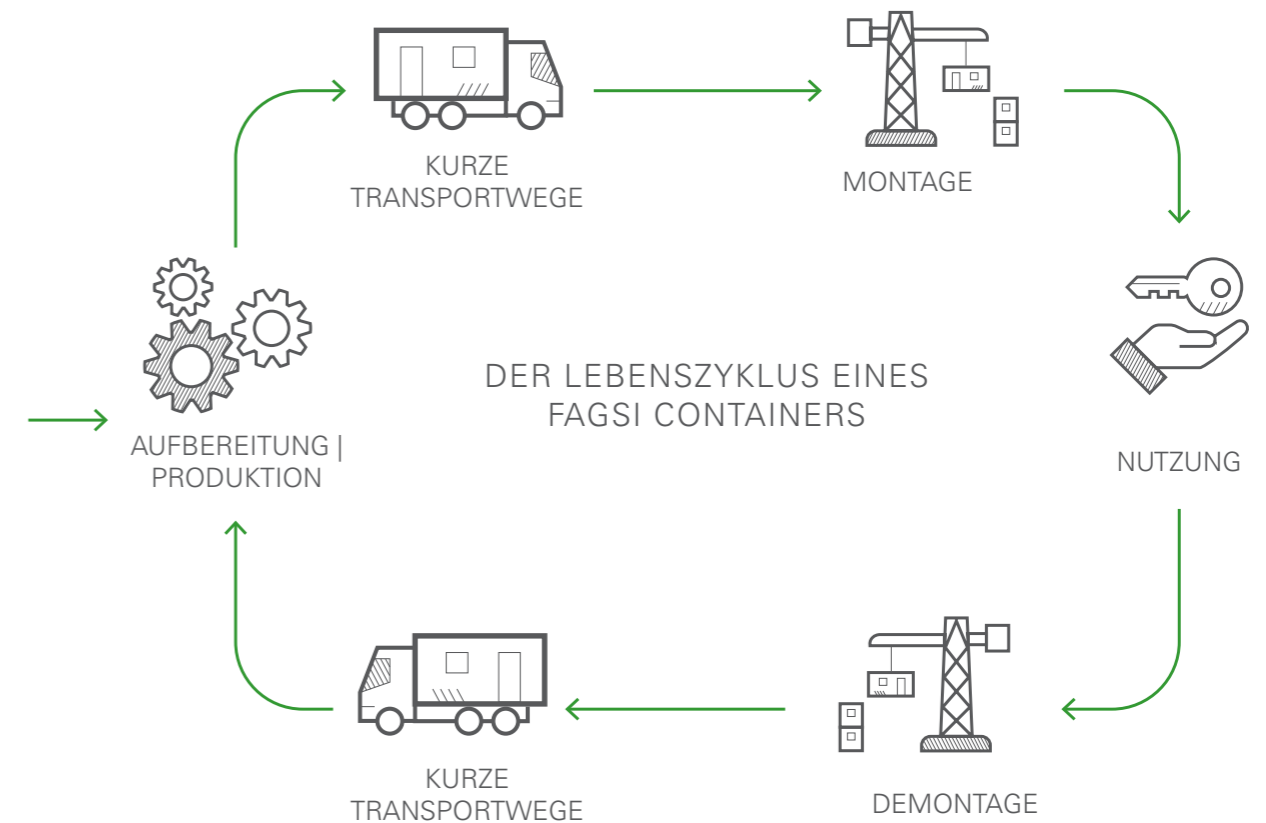 KURZE
TRANSPORTWEGE
MONTAGE
DER LEBENSZYKLUS EINES
FAGSI CONTAINERS
AUFBEREITUNG |
PRODUKTION
NUTZUNG
KURZE
TRANSPORTWEGE
DEMONTAGE